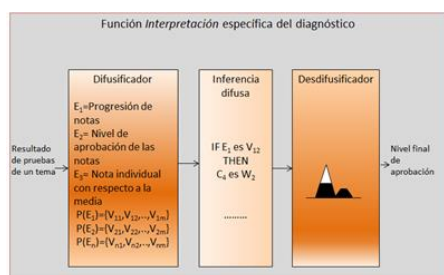 Función Interpretación específica del diagnóstico
Resultado
de pruebas
de un tema
Difusificador
E₁=Progresión de
notas
E₂= Nivel de
aprobación de las
notas
E₃= Nota individual
con respecto a la
media
P(E₁)={V₁₁,V₁₂,..,V₁ₘ}
P(E₂)={V₂₁,V₂₂,..,V₂ₘ}
P(Eₙ)={Vₙ₁,Vₙ₂,..,Vₙₘ}
Inferencia
difusa
IF E₁ es V₁₂
THEN
C₄ es W₂
.........
Desdifusificador
Nivel final
de
aprobación